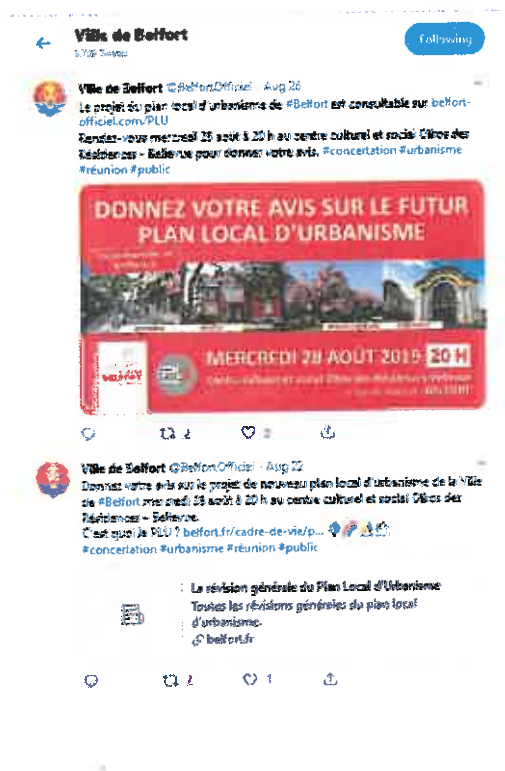 Ville de Belfort
Following
Ville de Belfort @BelfortOfficiel · Aug 26
Le projet du plan local d'urbanisme de #Belfort est consultable sur belfort-
officiel.com/PLU
Rendez-vous mercredi 28 août à 20 h au centre culturel et social Oïkos des
Résidences – Bellevue pour donner votre avis. #concertation #urbanisme
#réunion #public
DONNEZ VOTRE AVIS SUR LE FUTUR
PLAN LOCAL D'URBANISME
MERCREDI 28 AOÛT 2019 20 H
2 2
Ville de Belfort @BelfortOfficiel · Aug 22
Donnez votre avis sur le projet de nouveau plan local d'urbanisme de la Ville
de #Belfort mercredi 28 août à 20 h au centre culturel et social Oïkos des
Résidences – Bellevue.
C'est quoi le PLU ? belfort.fr/cadre-de-vie/p...
#concertation #urbanisme #réunion #public
La révision générale du Plan Local d'Urbanisme
Toutes les révisions générales du plan local
d'urbanisme.
belfort.fr
1